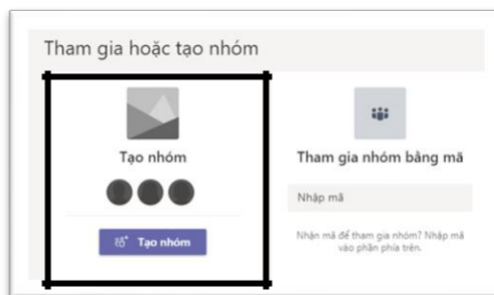 Tham gia hoặc tạo nhóm
Tạo nhóm
Tạo nhóm
Tham gia nhóm bằng mã
Nhập mã
Nhận mã để tham gia nhóm? Nhập mã
vào phần phía trên.